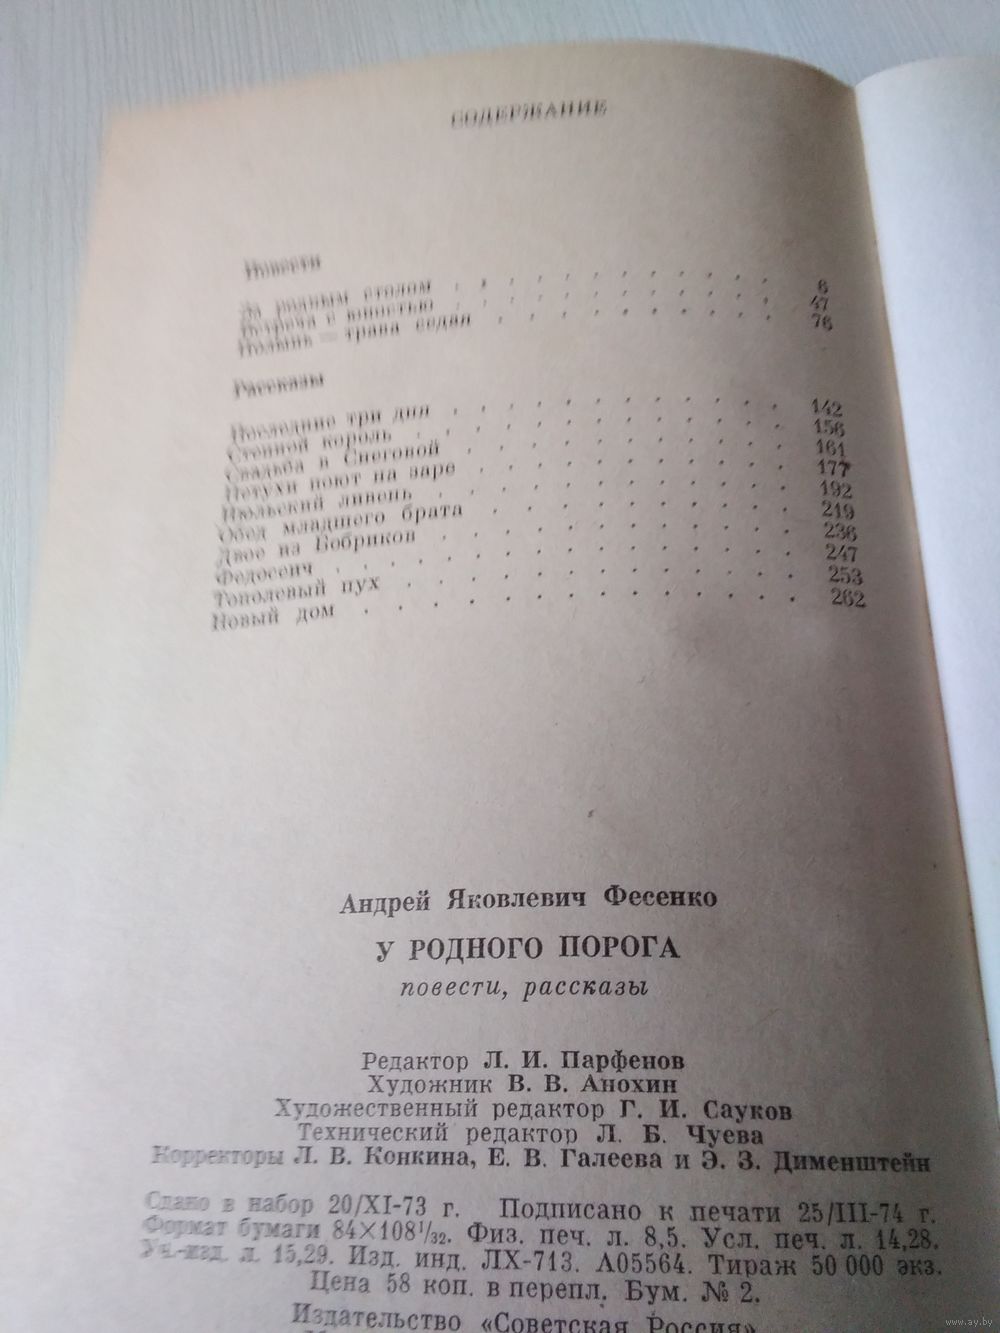 СОДЕРЖАНИЕ
Повести
За родным столом . . . . . . . . . . 6
Встреча с юностью . . . . . . . . . . 47
Полынь — трава седая . . . . . . . . . 76
Рассказы
Последние три дня . . . . . . . . . . 142
Степной король . . . . . . . . . . . 156
Свадьба в Снеговой . . . . . . . . . . 161
Петухи поют на заре . . . . . . . . . 177
Июльский ливень . . . . . . . . . . . 192
Обед младшего брата . . . . . . . . . 219
Двое из Бобриков . . . . . . . . . . 236
Федосеич . . . . . . . . . . . . . 247
Тополевый пух . . . . . . . . . . . 253
Новый дом . . . . . . . . . . . . . 262
Андрей Яковлевич Фесенко
У РОДНОГО ПОРОГА
повести, рассказы
Редактор Л. И. Парфенов
Художник В. В. Анохин
Художественный редактор Г. И. Сауков
Технический редактор Л. Б. Чуева
Корректоры Л. В. Конкина, Е. В. Галеева и Э. З. Дименштейн
Сдано в набор 20/XI-73 г. Подписано к печати 25/III-74 г.
Формат бумаги 84×108¹/₃₂. Физ. печ. л. 8,5. Усл. печ. л. 14,28.
Уч.-изд. л. 15,29. Изд. инд. ЛХ-713. А05564. Тираж 50 000 экз.
Цена 58 коп. в перепл. Бум. № 2.
Издательство «Советская Россия»
www.ay.by